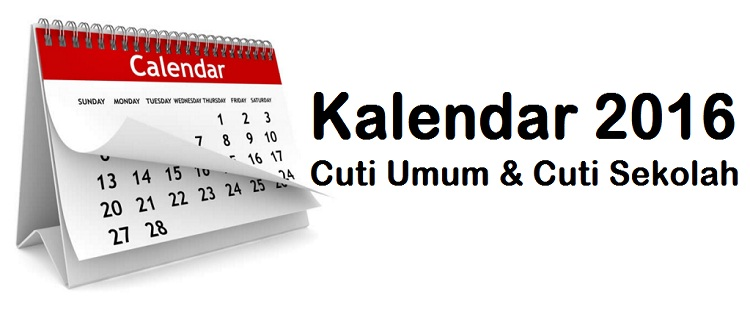 Calendar
SUNDAY MONDAY TUESDAY WEDNESDAY THURSDAY FRIDAY SATURDAY
1 2 3
7 8 9 10
16 17
13 14 15 16
20 21 22 23 24 25 24
27 28
Kalendar 2016
Cuti Umum & Cuti Sekolah